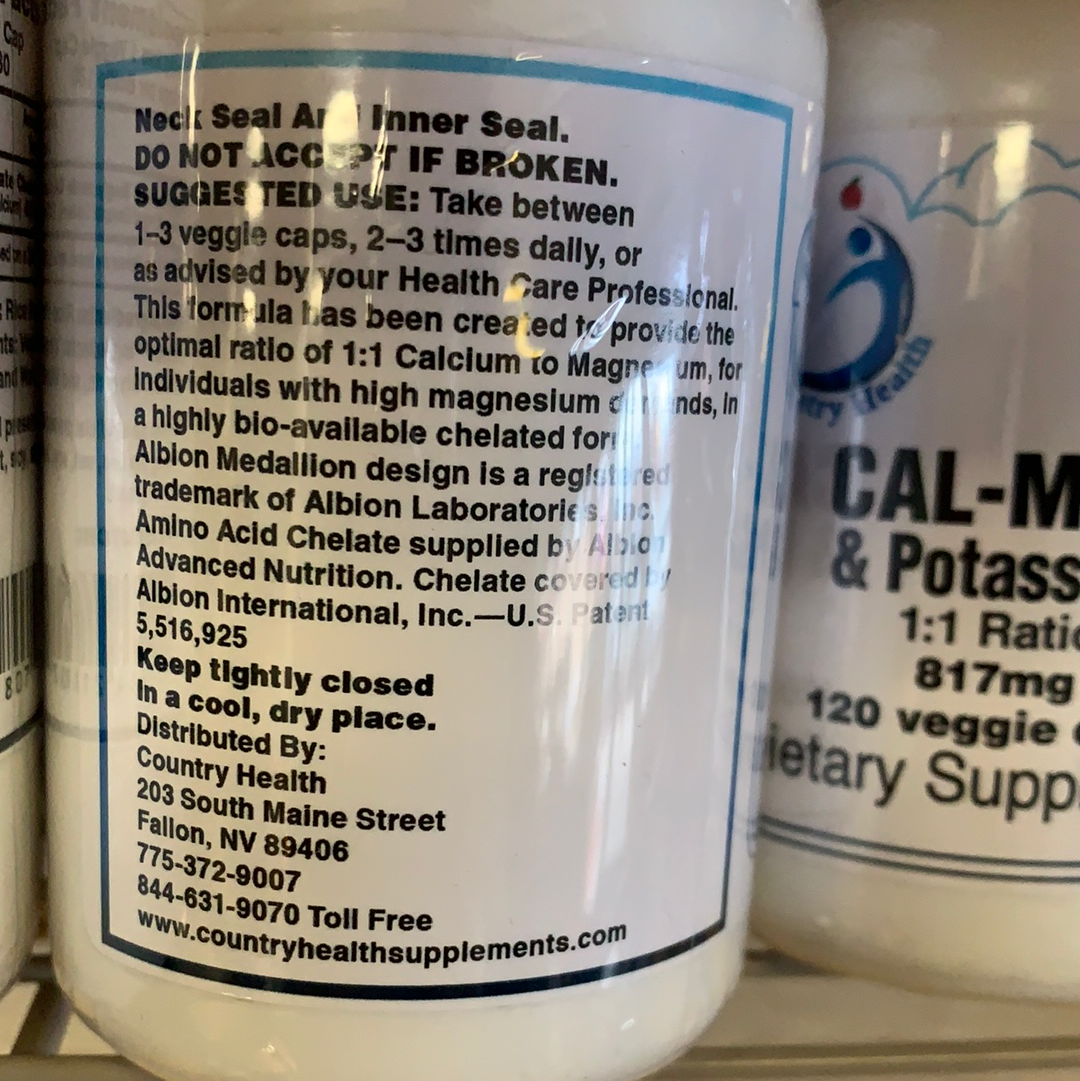 Neck Seal And Inner Seal.
DO NOT ACCEPT IF BROKEN.
SUGGESTED USE: Take between
1–3 veggie caps, 2–3 times daily, or
as advised by your Health Care Professional.
This formula has been created to provide the
optimal ratio of 1:1 Calcium to Magnesium, for
individuals with high magnesium demands, in
a highly bio-available chelated form
Albion Medallion design is a registered
trademark of Albion Laboratories, Inc.
Amino Acid Chelate supplied by Albion
Advanced Nutrition. Chelate covered by
Albion International, Inc.—U.S. Patent
5,516,925
Keep tightly closed
in a cool, dry place.
Distributed By:
Country Health
203 South Maine Street
Fallon, NV 89406
775-372-9007
844-631-9070 Toll Free
www.countryhealthsupplements.com
Health
CAL-M
& Potass
1:1 Ratio
817mg
120 veggie
ietary Supp
Cap